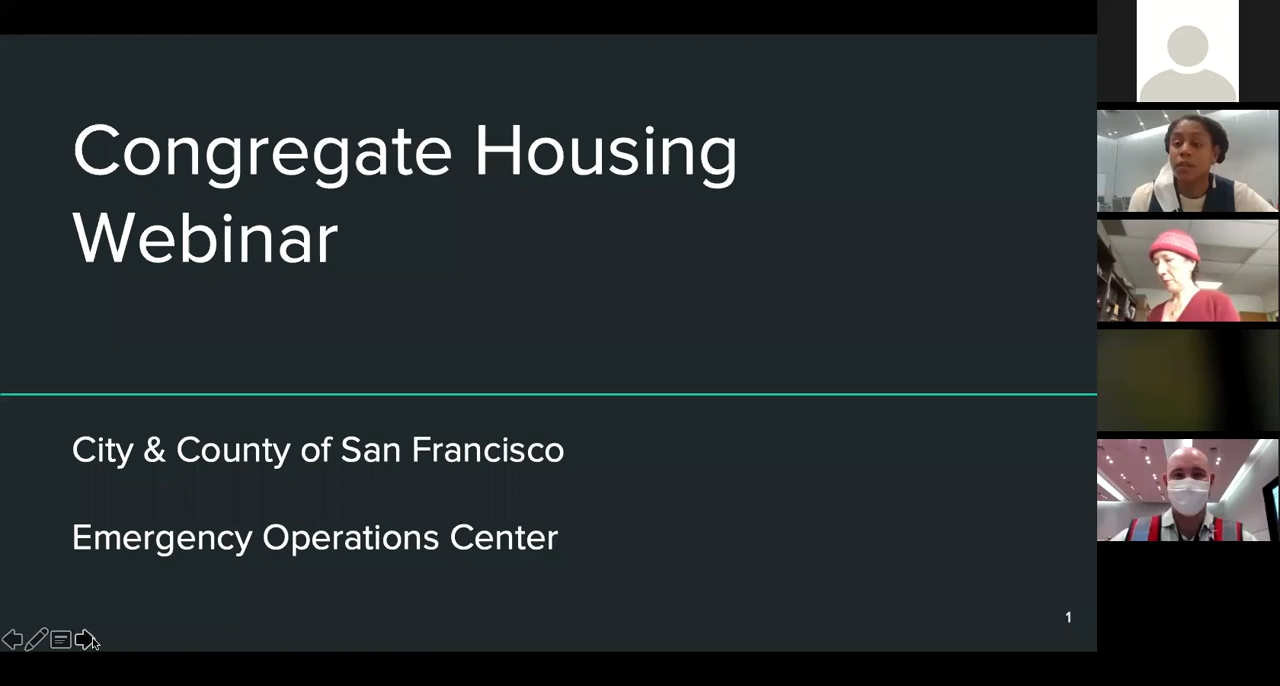 Congregate Housing
Webinar
City & County of San Francisco
Emergency Operations Center
1